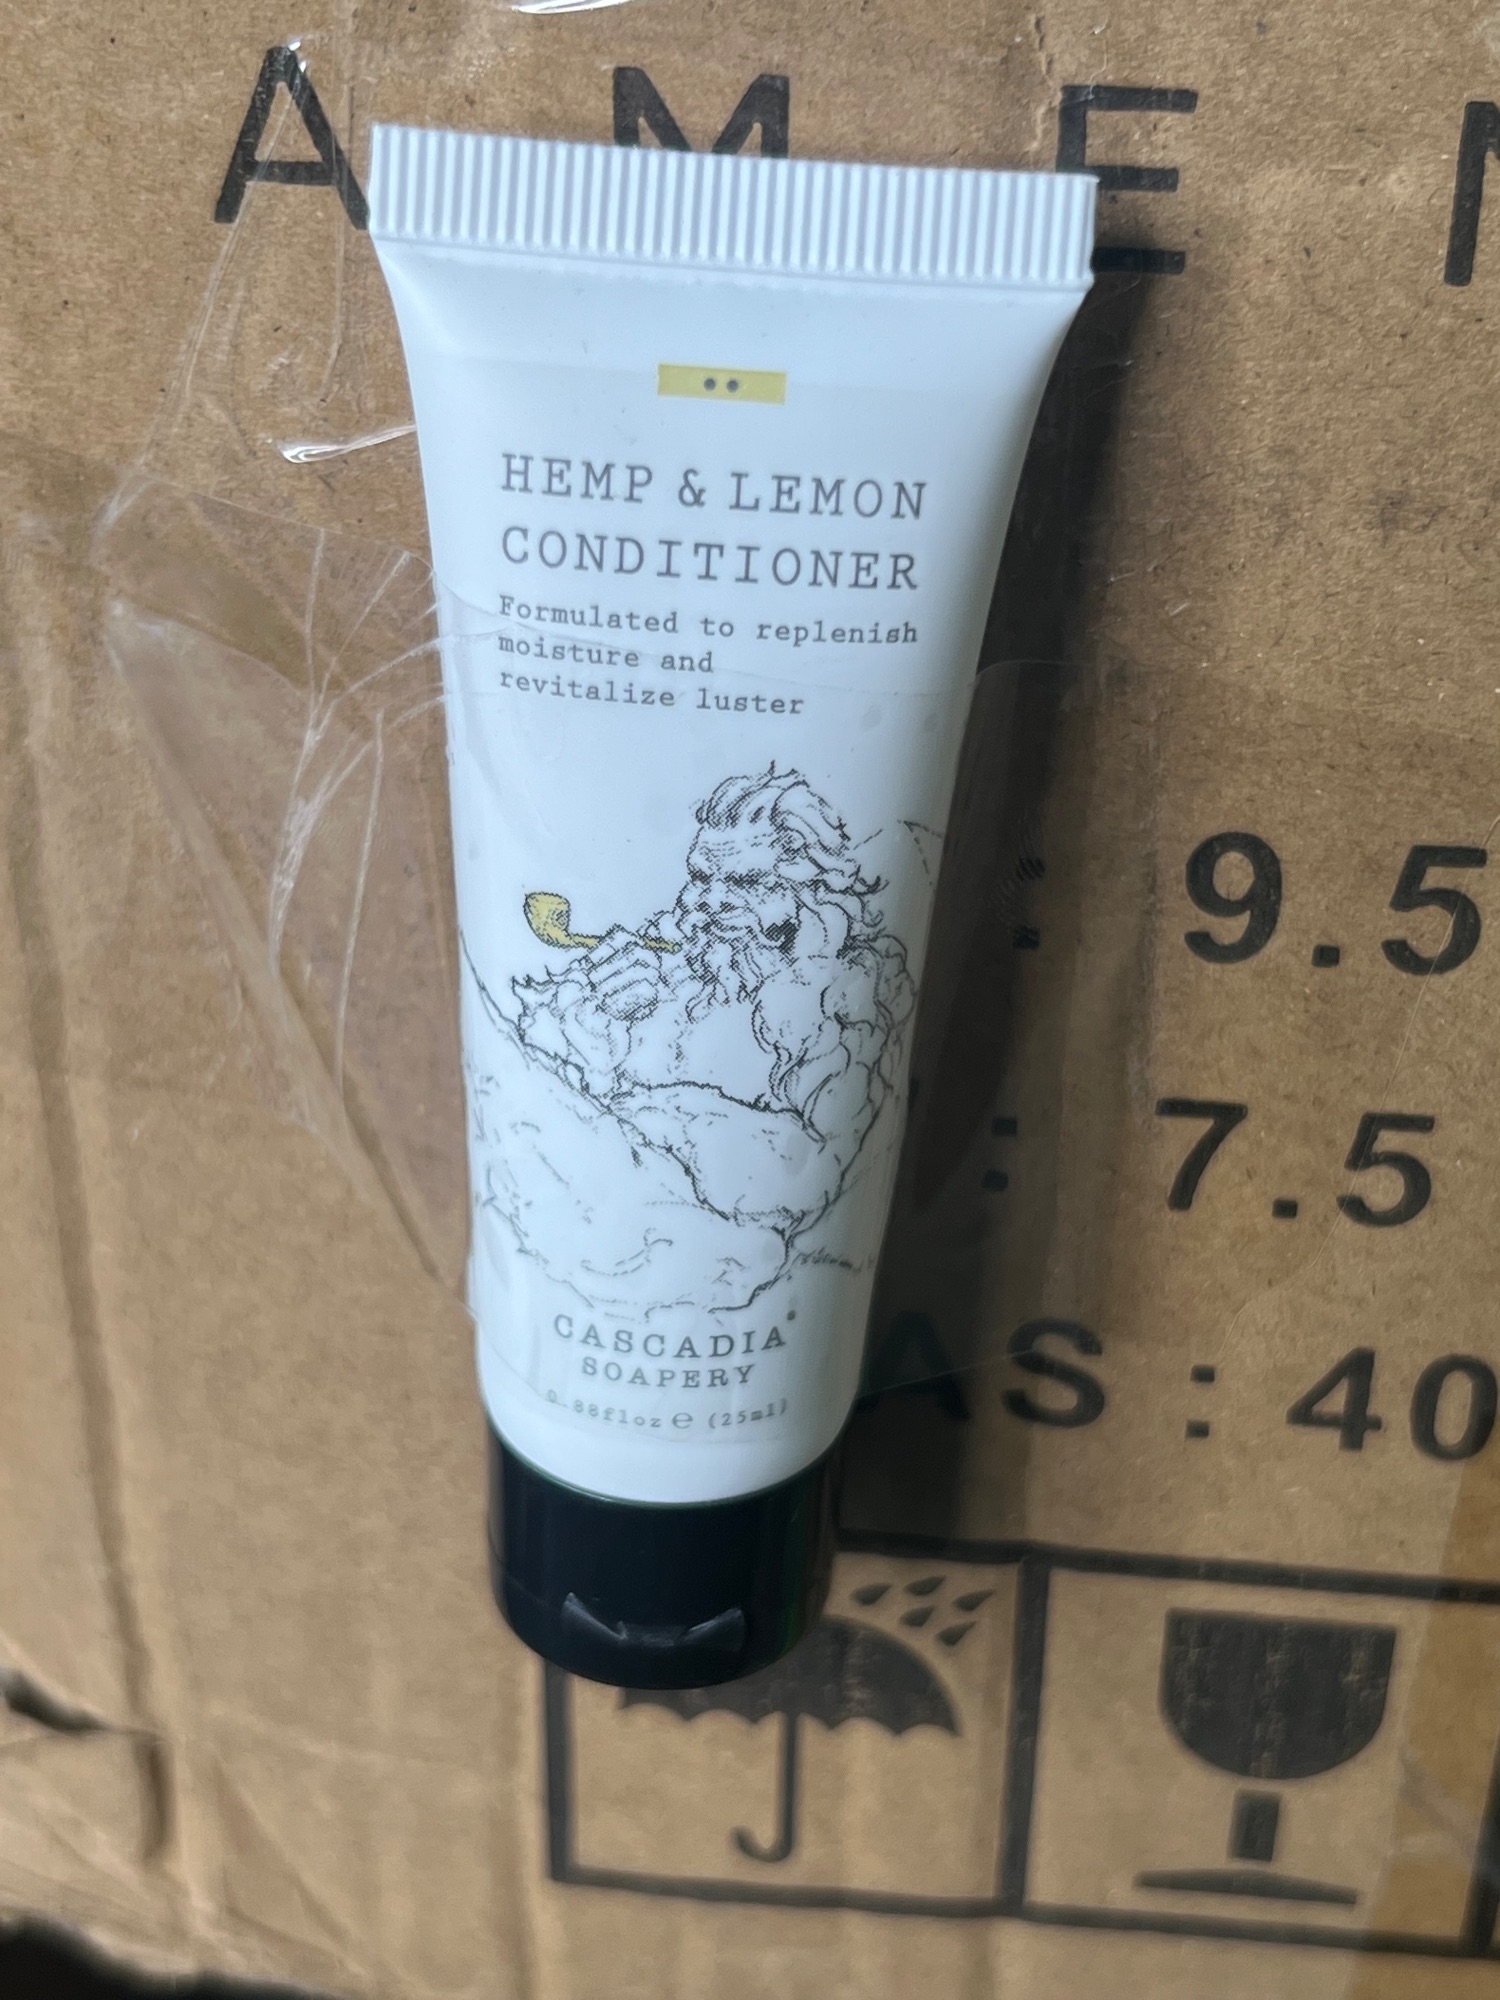 A M E
HEMP & LEMON
CONDITIONER
Formulated to replenish
moisture and
revitalize luster
: 9.5
: 7.5
CASCADIA
SOAPERY
0.88floz e (25ml)
AS : 40